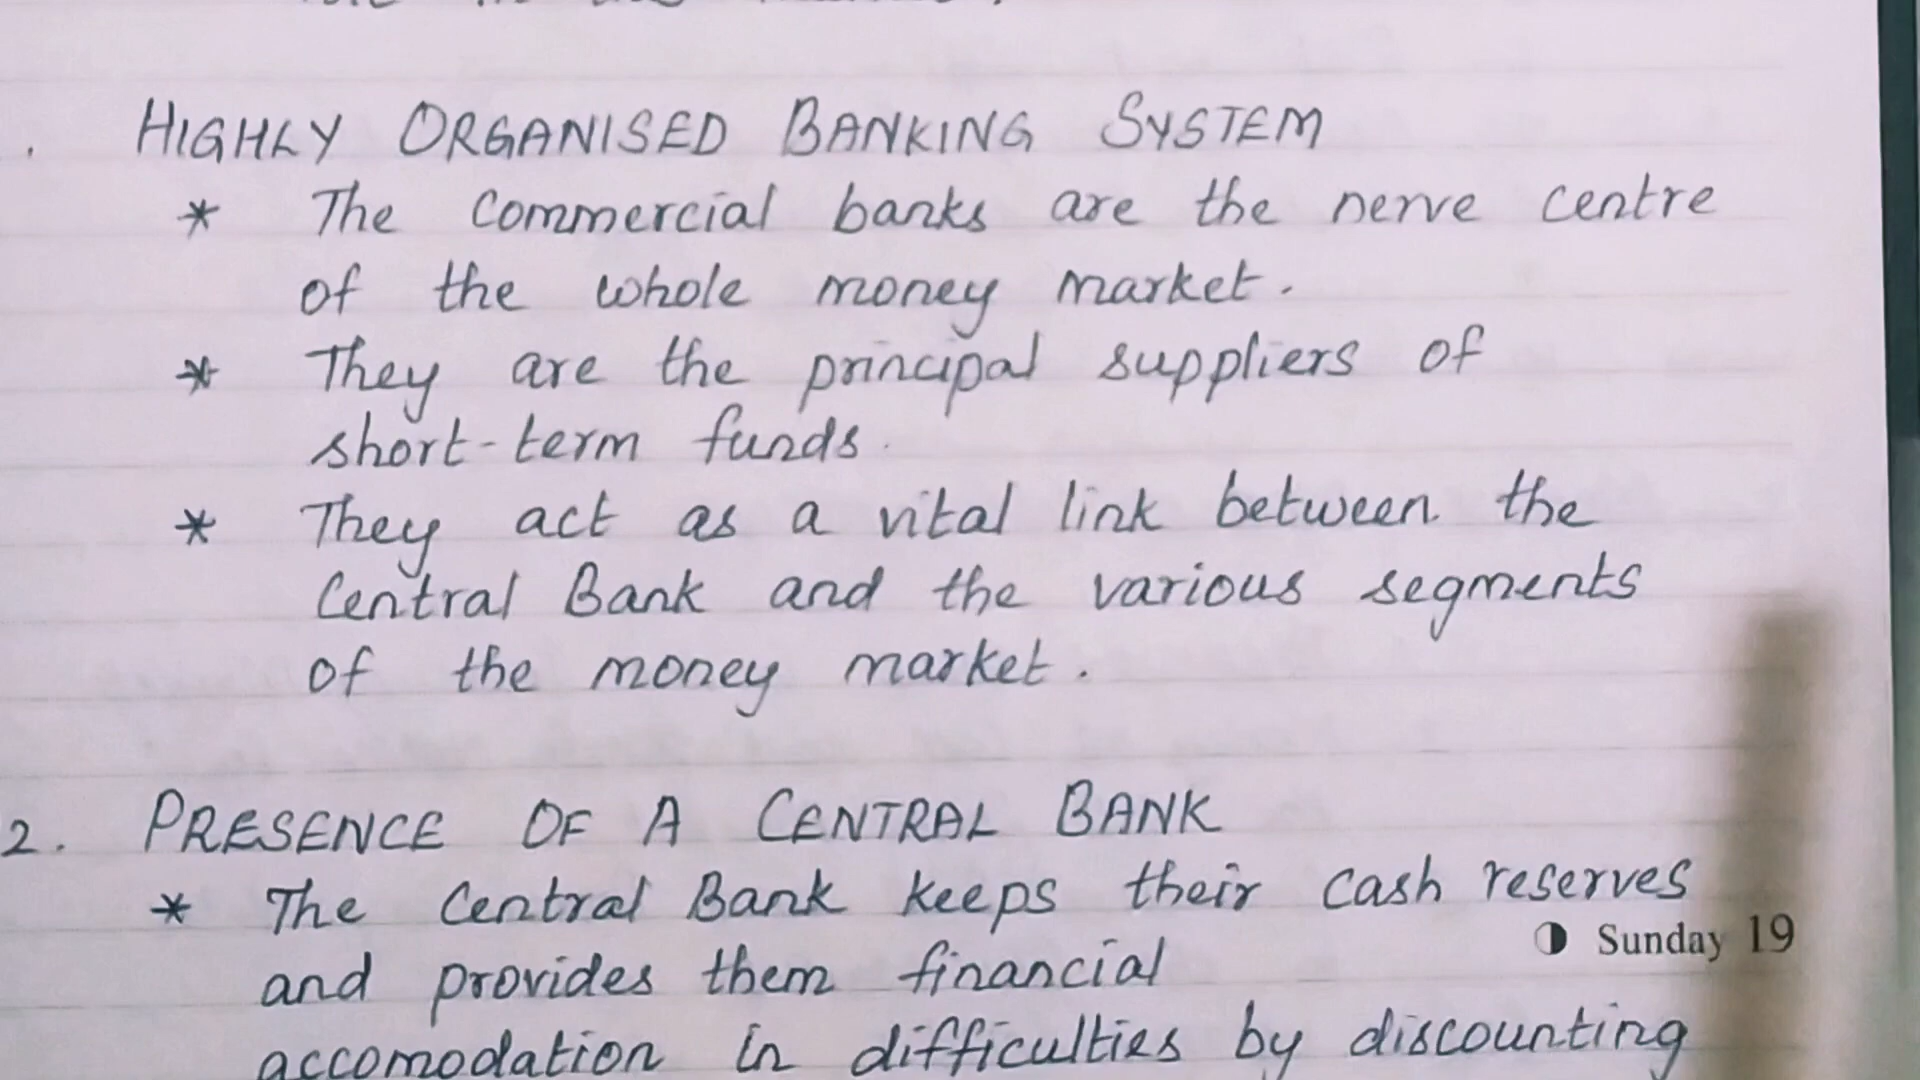 HIGHLY ORGANISED BANKING SYSTEM
* The Commercial banks are the nerve centre
of the whole money market.
* They are the principal suppliers of
short-term funds.
* They act as a vital link between the
Central Bank and the various segments
of the money market.
2. PRESENCE OF A CENTRAL BANK
* The Central Bank keeps their cash reserves
Sunday 19
and provides them financial
accomodation in difficulties by discounting